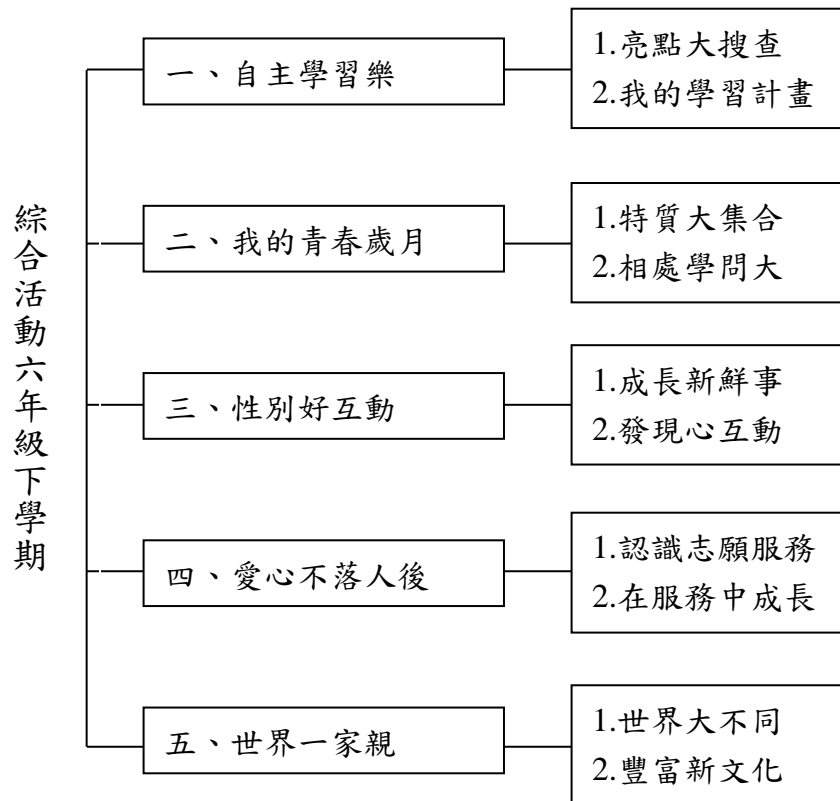 綜合活動六年級下學期
一、自主學習樂
1.亮點大搜查
2.我的學習計畫
二、我的青春歲月
1.特質大集合
2.相處學問大
三、性別好互動
1.成長新鮮事
2.發現心互動
四、愛心不落人後
1.認識志願服務
2.在服務中成長
五、世界一家親
1.世界大不同
2.豐富新文化